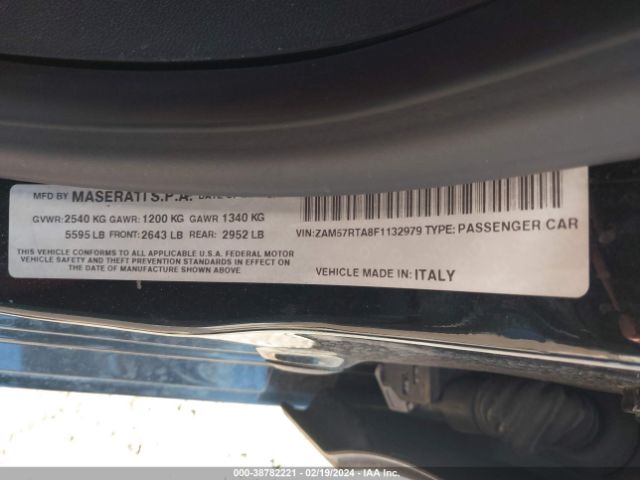 MFD BY MASERATI S.P.A.
GVWR: 2540 KG GAWR: 1200 KG GAWR 1340 KG
5595 LB FRONT: 2643 LB REAR: 2952 LB
THIS VEHICLE CONFORMS TO ALL APPLICABLE U.S.A. FEDERAL MOTOR
VEHICLE SAFETY AND THEFT PREVENTION STANDARDS IN EFFECT ON
THE DATE OF MANUFACTURE SHOWN ABOVE
VIN:ZAM57RTA8F1132979 TYPE: PASSENGER CAR
VEHICLE MADE IN: ITALY
000-38782221 - 02/19/2024 - IAA Inc.